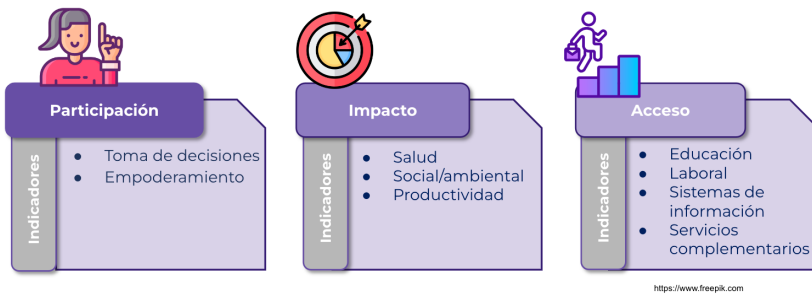 Participación
Indicadores
● Toma de decisiones
● Empoderamiento
Impacto
Indicadores
● Salud
● Social/ambiental
● Productividad
Acceso
Indicadores
● Educación
● Laboral
● Sistemas de
información
● Servicios
complementarios
https://www.freepik.com